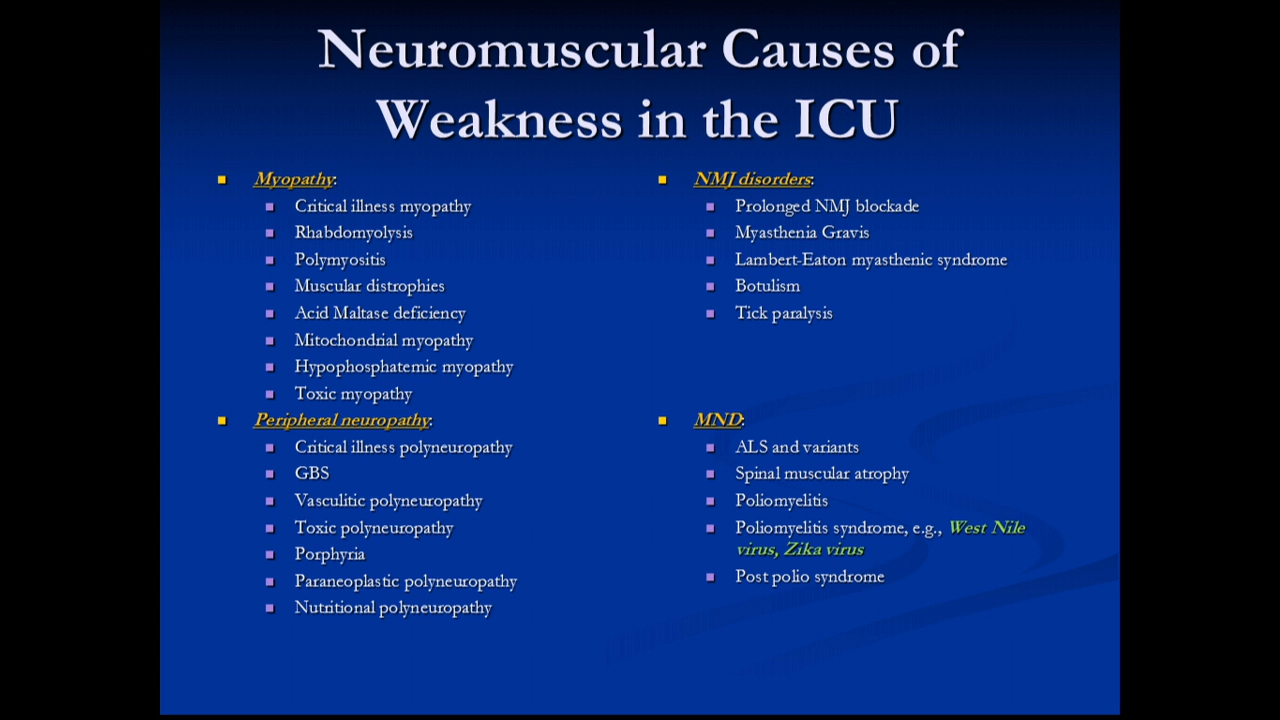 Neuromuscular Causes of
Weakness in the ICU
Myopathy:
Critical illness myopathy
Rhabdomyolysis
Polymyositis
Muscular distrophies
Acid Maltase deficiency
Mitochondrial myopathy
Hypophosphatemic myopathy
Toxic myopathy
Peripheral neuropathy:
Critical illness polyneuropathy
GBS
Vasculitic polyneuropathy
Toxic polyneuropathy
Porphyria
Paraneoplastic polyneuropathy
Nutritional polyneuropathy
NMJ disorders:
Prolonged NMJ blockade
Myasthenia Gravis
Lambert-Eaton myasthenic syndrome
Botulism
Tick paralysis
MND:
ALS and variants
Spinal muscular atrophy
Poliomyelitis
Poliomyelitis syndrome, e.g., West Nile
virus, Zika virus
Post polio syndrome